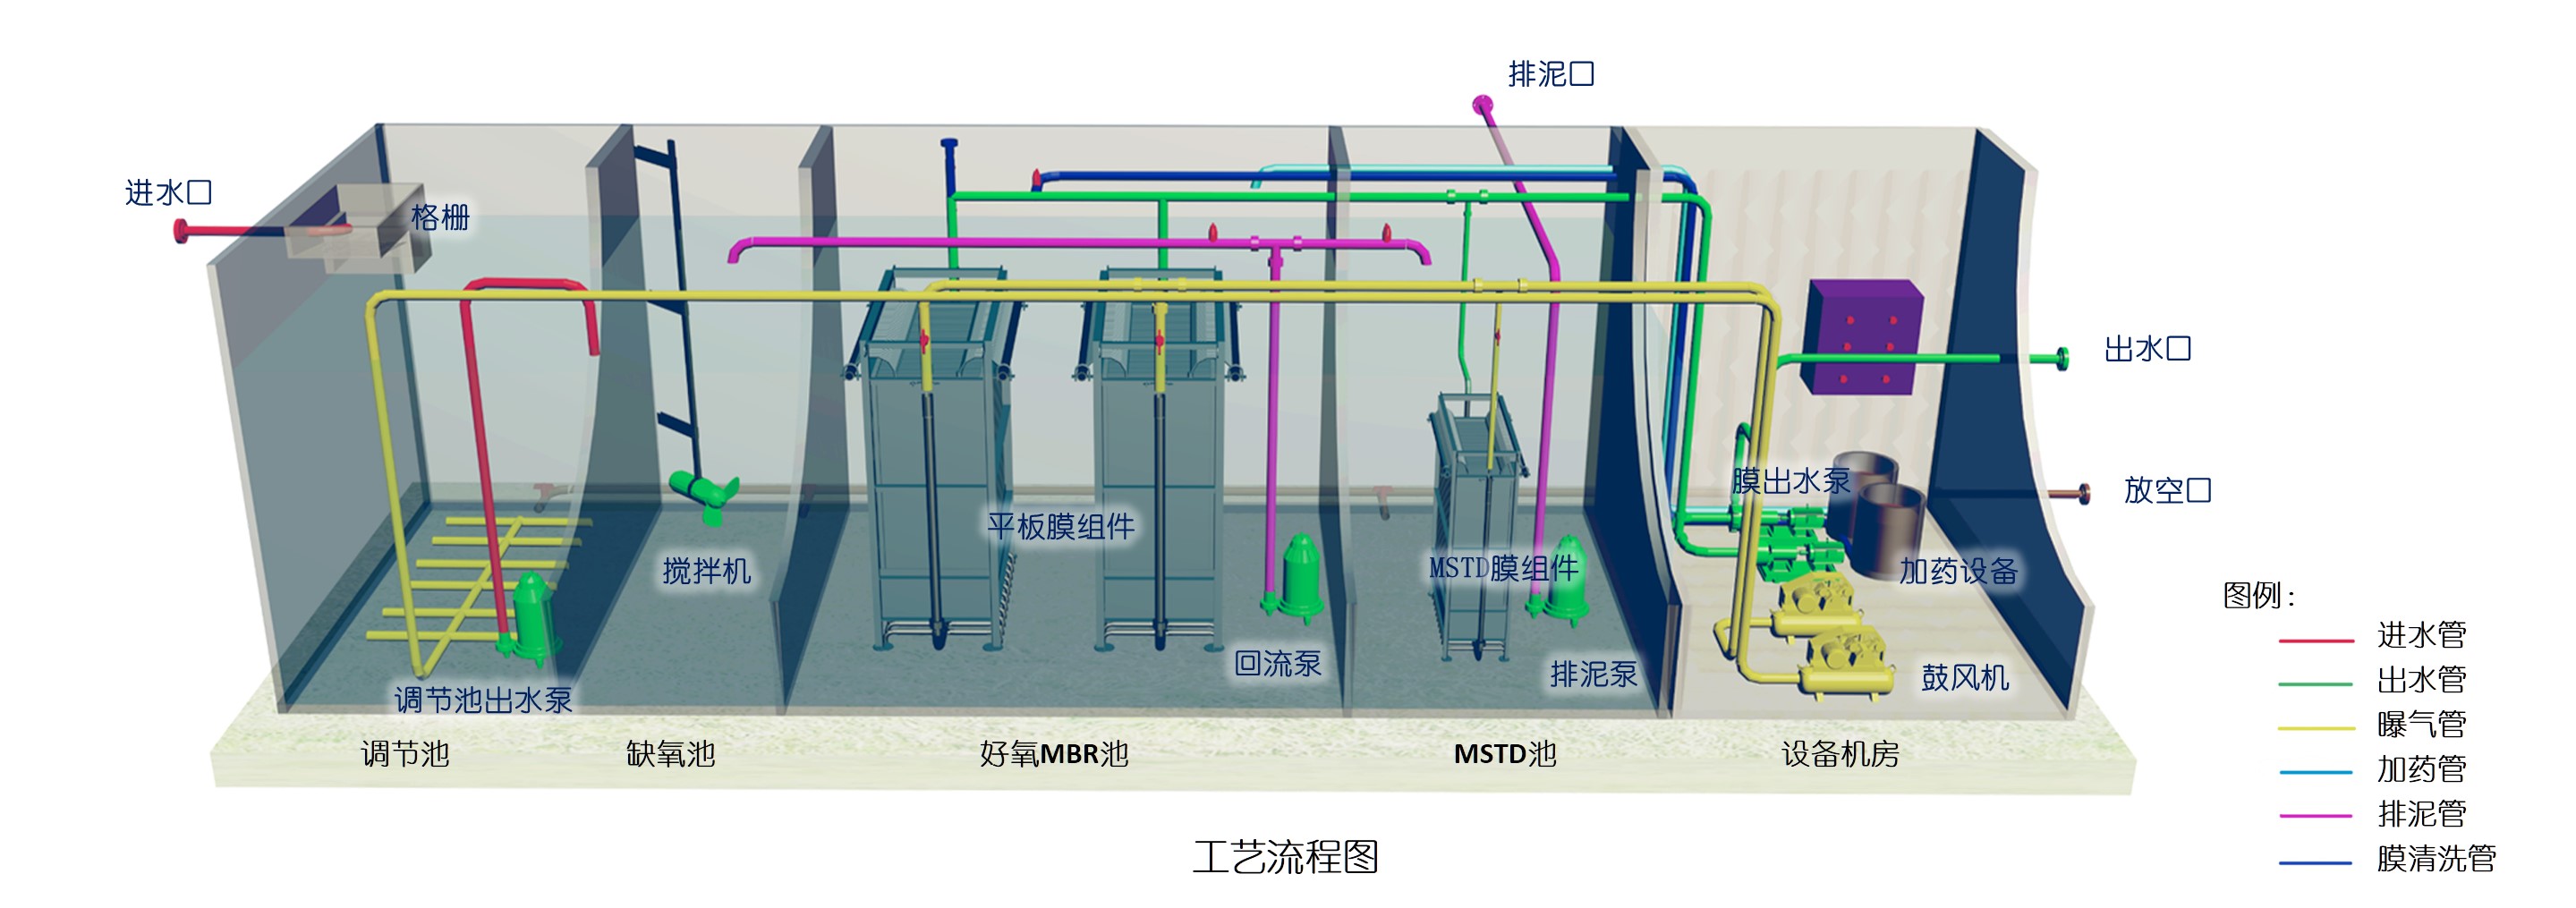 排泥口
进水口
格栅
出水口
膜出水泵
放空口
平板膜组件
搅拌机
MSTD膜组件
加药设备
回流泵
排泥泵
鼓风机
调节池出水泵
调节池
缺氧池
好氧MBR池
MSTD池
设备机房
图例：
进水管
出水管
曝气管
加药管
排泥管
膜清洗管
工艺流程图